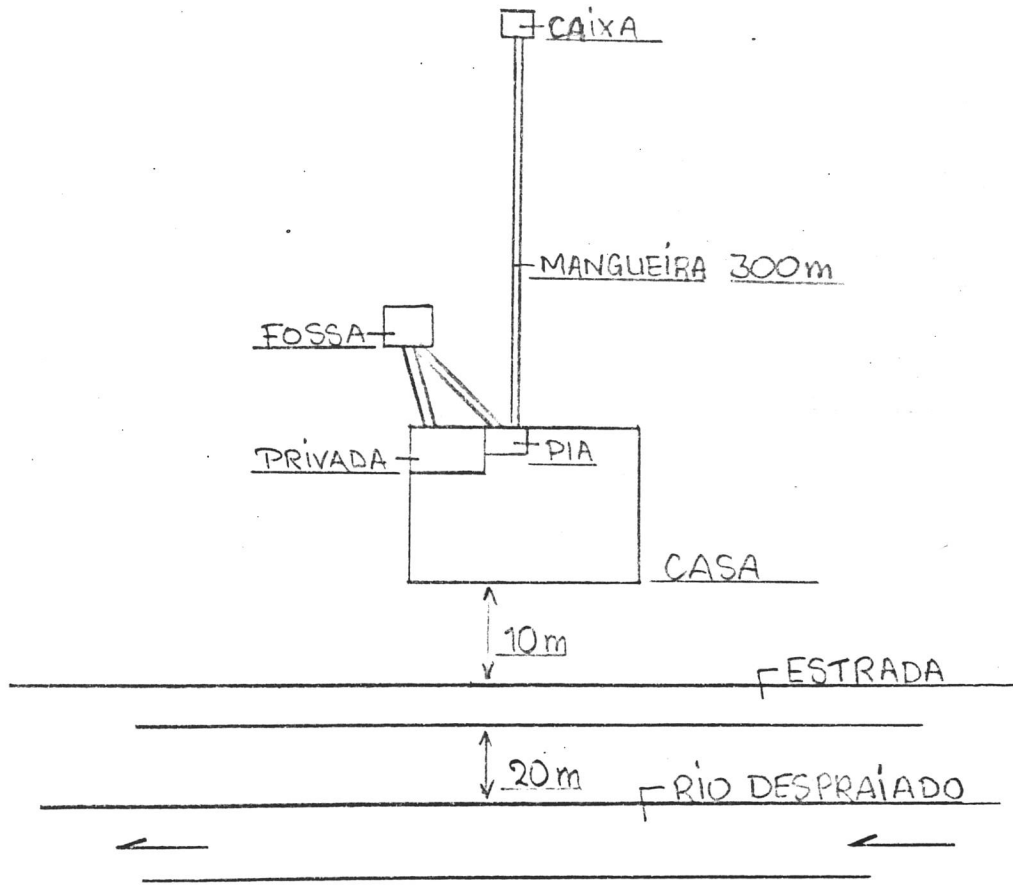 CAIXA
MANGUEIRA 300m
FOSSA
PRIVADA
PIA
CASA
10m
ESTRADA
20m
RIO DESPRAIADO